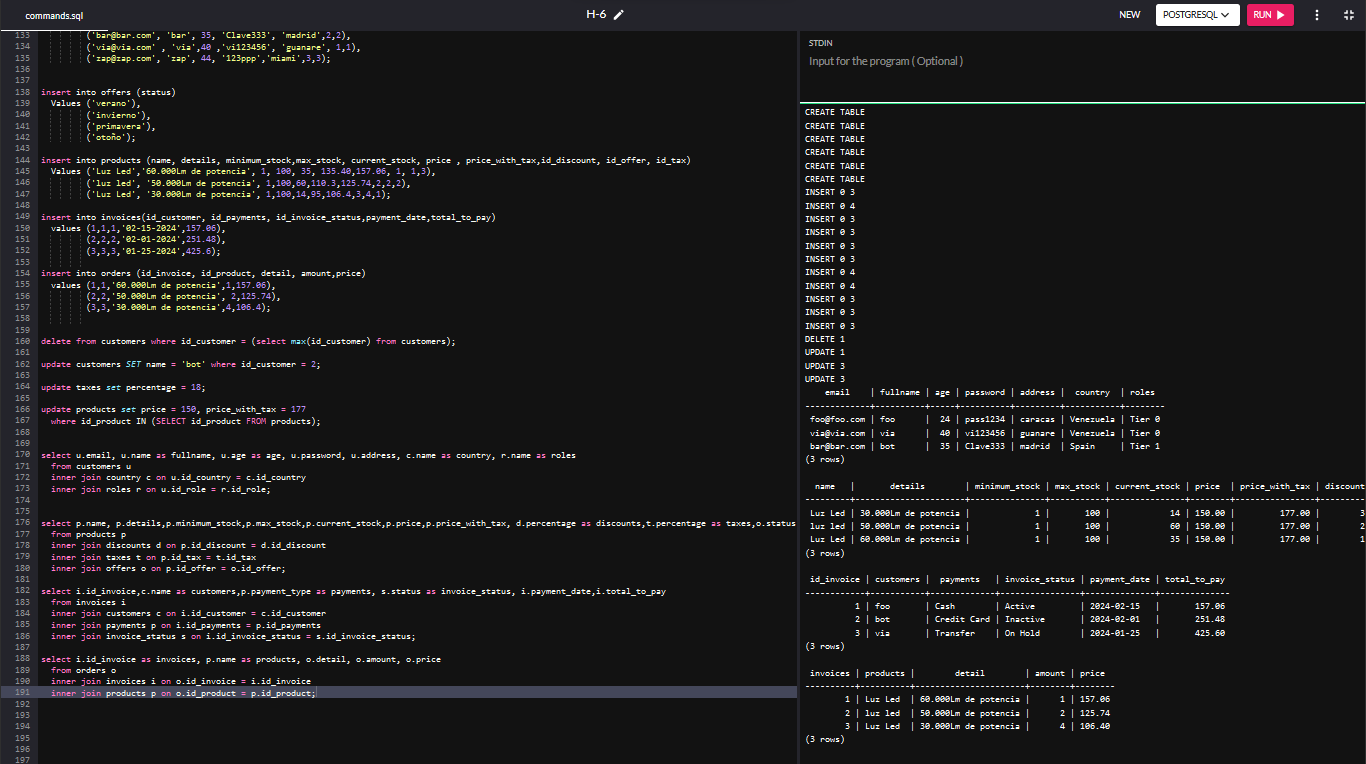 commands.sql
H-6
NEW
POSTGRESQL
RUN
133 ('bar@bar.com', 'bar', 35, 'Clave333', 'madrid',2,2),
134 ('via@via.com' , 'via',40 ,'vi123456', 'guanare', 1,1),
135 ('zap@zap.com', 'zap', 44, '123ppp','miami',3,3);
136
137
138 insert into offers (status)
139 Values ('verano'),
140 ('invierno'),
141 ('primavera'),
142 ('otoño');
143
144 insert into products (name, details, minimum_stock,max_stock, current_stock, price , price_with_tax,id_discount, id_offer, id_tax)
145 Values ('Luz Led','60.000Lm de potencia', 1, 100, 35, 135.40,157.06, 1, 1,3),
146 ('luz led', '50.000Lm de potencia', 1,100,60,110.3,125.74,2,2,2),
147 ('Luz Led', '30.000Lm de potencia', 1,100,14,95,106.4,3,4,1);
148
149 insert into invoices(id_customer, id_payments, id_invoice_status,payment_date,total_to_pay)
150 values (1,1,1,'02-15-2024',157.06),
151 (2,2,2,'02-01-2024',251.48),
152 (3,3,3,'01-25-2024',425.6);
153
154 insert into orders (id_invoice, id_product, detail, amount,price)
155 values (1,1,'60.000Lm de potencia',1,157.06),
156 (2,2,'50.000Lm de potencia', 2,125.74),
157 (3,3,'30.000Lm de potencia',4,106.4);
158
159
160 delete from customers where id_customer = (select max(id_customer) from customers);
161
162 update customers SET name = 'bot' where id_customer = 2;
163
164 update taxes set percentage = 18;
165
166 update products set price = 150, price_with_tax = 177
167 where id_product IN (SELECT id_product FROM products);
168
169
170 select u.email, u.name as fullname, u.age as age, u.password, u.address, c.name as country, r.name as roles
171 from customers u
172 inner join country c on u.id_country = c.id_country
173 inner join roles r on u.id_role = r.id_role;
174
175
176 select p.name, p.details,p.minimum_stock,p.max_stock,p.current_stock,p.price,p.price_with_tax, d.percentage as discounts,t.percentage as taxes,o.status
177 from products p
178 inner join discounts d on p.id_discount = d.id_discount
179 inner join taxes t on p.id_tax = t.id_tax
180 inner join offers o on p.id_offer = o.id_offer;
181
182 select i.id_invoice,c.name as customers,p.payment_type as payments, s.status as invoice_status, i.payment_date,i.total_to_pay
183 from invoices i
184 inner join customers c on i.id_customer = c.id_customer
185 inner join payments p on i.id_payments = p.id_payments
186 inner join invoice_status s on i.id_invoice_status = s.id_invoice_status;
187
188 select i.id_invoice as invoices, p.name as products, o.detail, o.amount, o.price
189 from orders o
190 inner join invoices i on o.id_invoice = i.id_invoice
191 inner join products p on o.id_product = p.id_product;
192
193
194
195
196
197
STDIN
Input for the program ( Optional )
CREATE TABLE
CREATE TABLE
CREATE TABLE
CREATE TABLE
CREATE TABLE
CREATE TABLE
INSERT 0 3
INSERT 0 4
INSERT 0 3
INSERT 0 3
INSERT 0 3
INSERT 0 3
INSERT 0 4
INSERT 0 4
INSERT 0 3
INSERT 0 3
INSERT 0 3
DELETE 1
UPDATE 1
UPDATE 3
UPDATE 3
email | fullname | age | password | address | country | roles
-------------+----------+-----+----------+---------+-----------+--------
foo@foo.com | foo | 24 | pass1234 | caracas | Venezuela | Tier 0
via@via.com | via | 40 | vi123456 | guanare | Venezuela | Tier 0
bar@bar.com | bot | 35 | Clave333 | madrid | Spain | Tier 1
(3 rows)
name | details | minimum_stock | max_stock | current_stock | price | price_with_tax | discount
Luz Led | 30.000Lm de potencia | 1 | 100 | 14 | 150.00 | 177.00 | 3
luz led | 50.000Lm de potencia | 1 | 100 | 60 | 150.00 | 177.00 | 2
Luz Led | 60.000Lm de potencia | 1 | 100 | 35 | 150.00 | 177.00 | 1
(3 rows)
id_invoice | customers | payments | invoice_status | payment_date | total_to_pay
------------+-----------+-------------+----------------+--------------+--------------
1 | foo | Cash | Active | 2024-02-15 | 157.06
2 | bot | Credit Card | Inactive | 2024-02-01 | 251.48
3 | via | Transfer | On Hold | 2024-01-25 | 425.60
(3 rows)
invoices | products | detail | amount | price
----------+----------+----------------------+--------+--------
1 | Luz Led | 60.000Lm de potencia | 1 | 157.06
2 | luz led | 50.000Lm de potencia | 2 | 125.74
3 | Luz Led | 30.000Lm de potencia | 4 | 106.40
(3 rows)